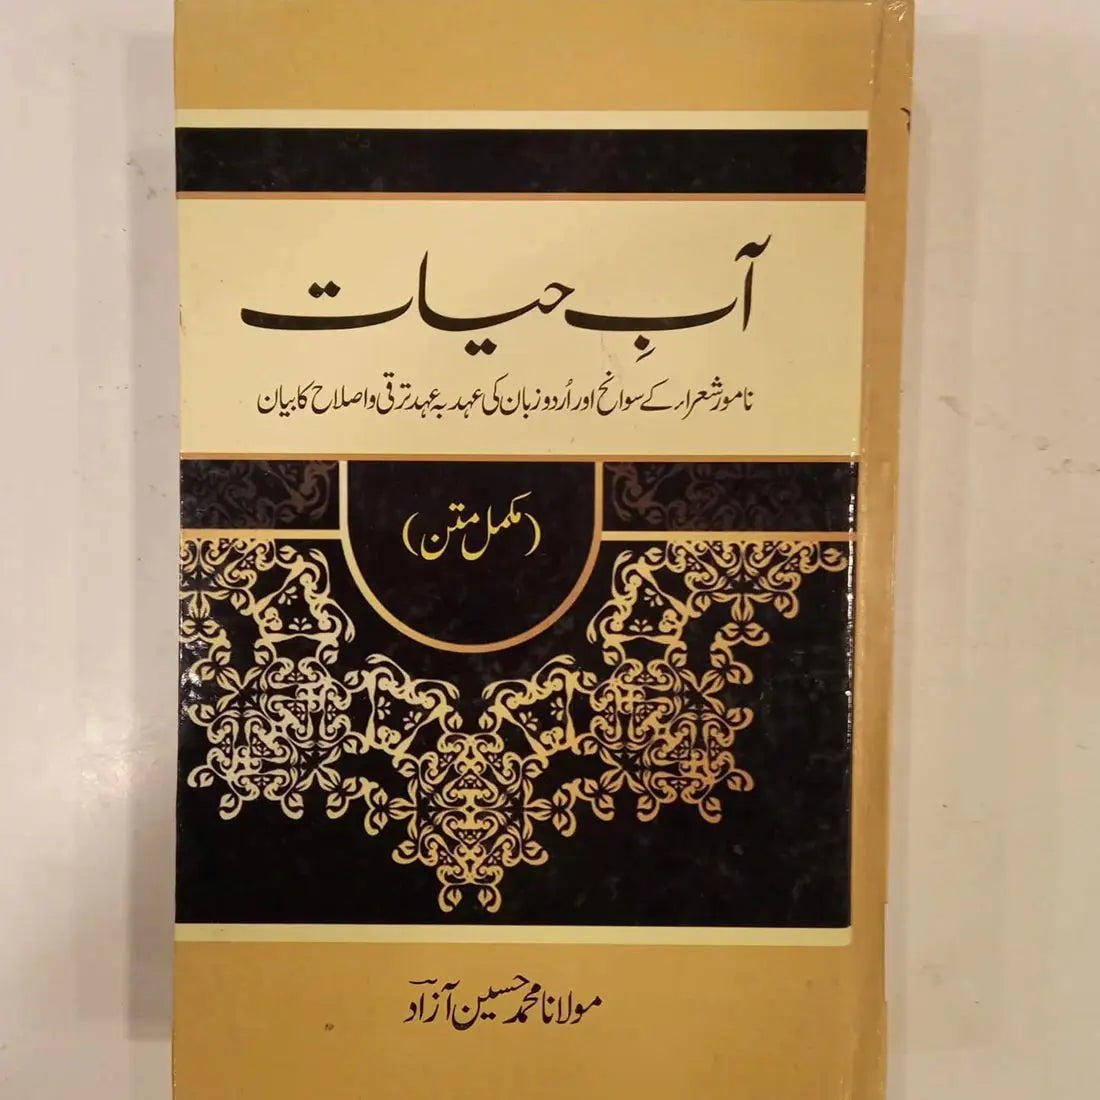 آبِ حیات
نامور شعراء کے سوانح اور اُردو زبان کی عہد بہ عہد ترقی و اصلاح کا بیان
(مکمل متن)
مولانا محمد حسین آزادؔ